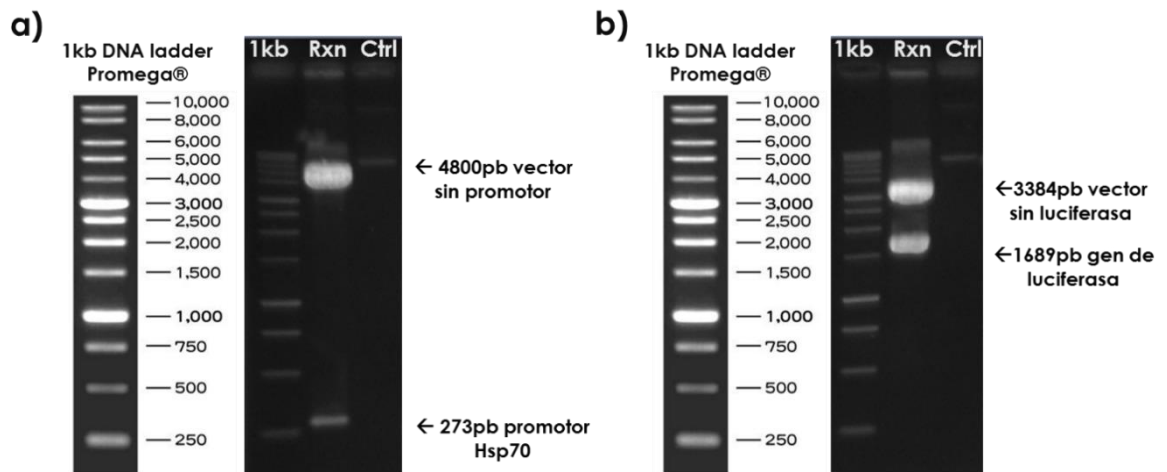 a)
1kb DNA ladder
Promega®
10,000
8,000
6,000
5,000
4,000
3,000
2,500
2,000
1,500
1,000
750
500
250
1kb Rxn Ctrl
← 4800pb vector
sin promotor
← 273pb promotor
Hsp70
b)
1kb DNA ladder
Promega®
10,000
8,000
6,000
5,000
4,000
3,000
2,500
2,000
1,500
1,000
750
500
250
1kb Rxn Ctrl
←3384pb vector
sin luciferasa
←1689pb gen de
luciferasa